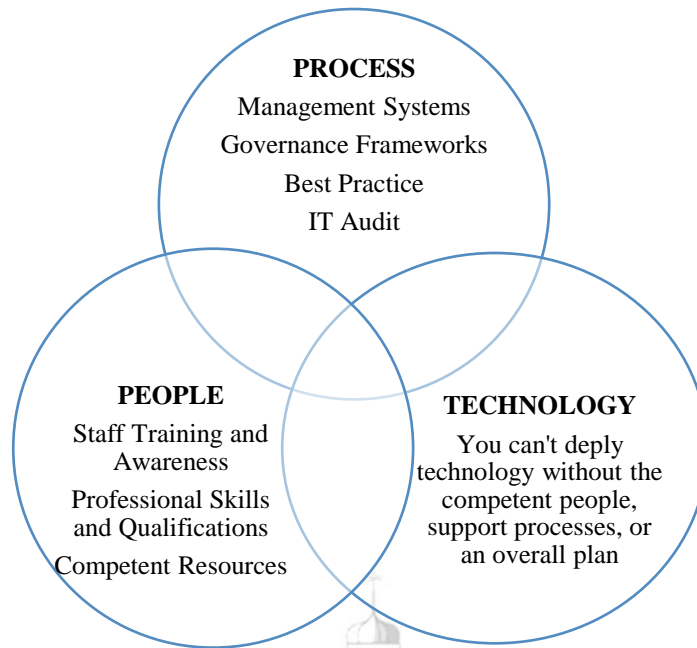 PROCESS
Management Systems
Governance Frameworks
Best Practice
IT Audit
PEOPLE
Staff Training and
Awareness
Professional Skills
and Qualifications
Competent Resources
TECHNOLOGY
You can't deply
technology without the
competent people,
support processes, or
an overall plan